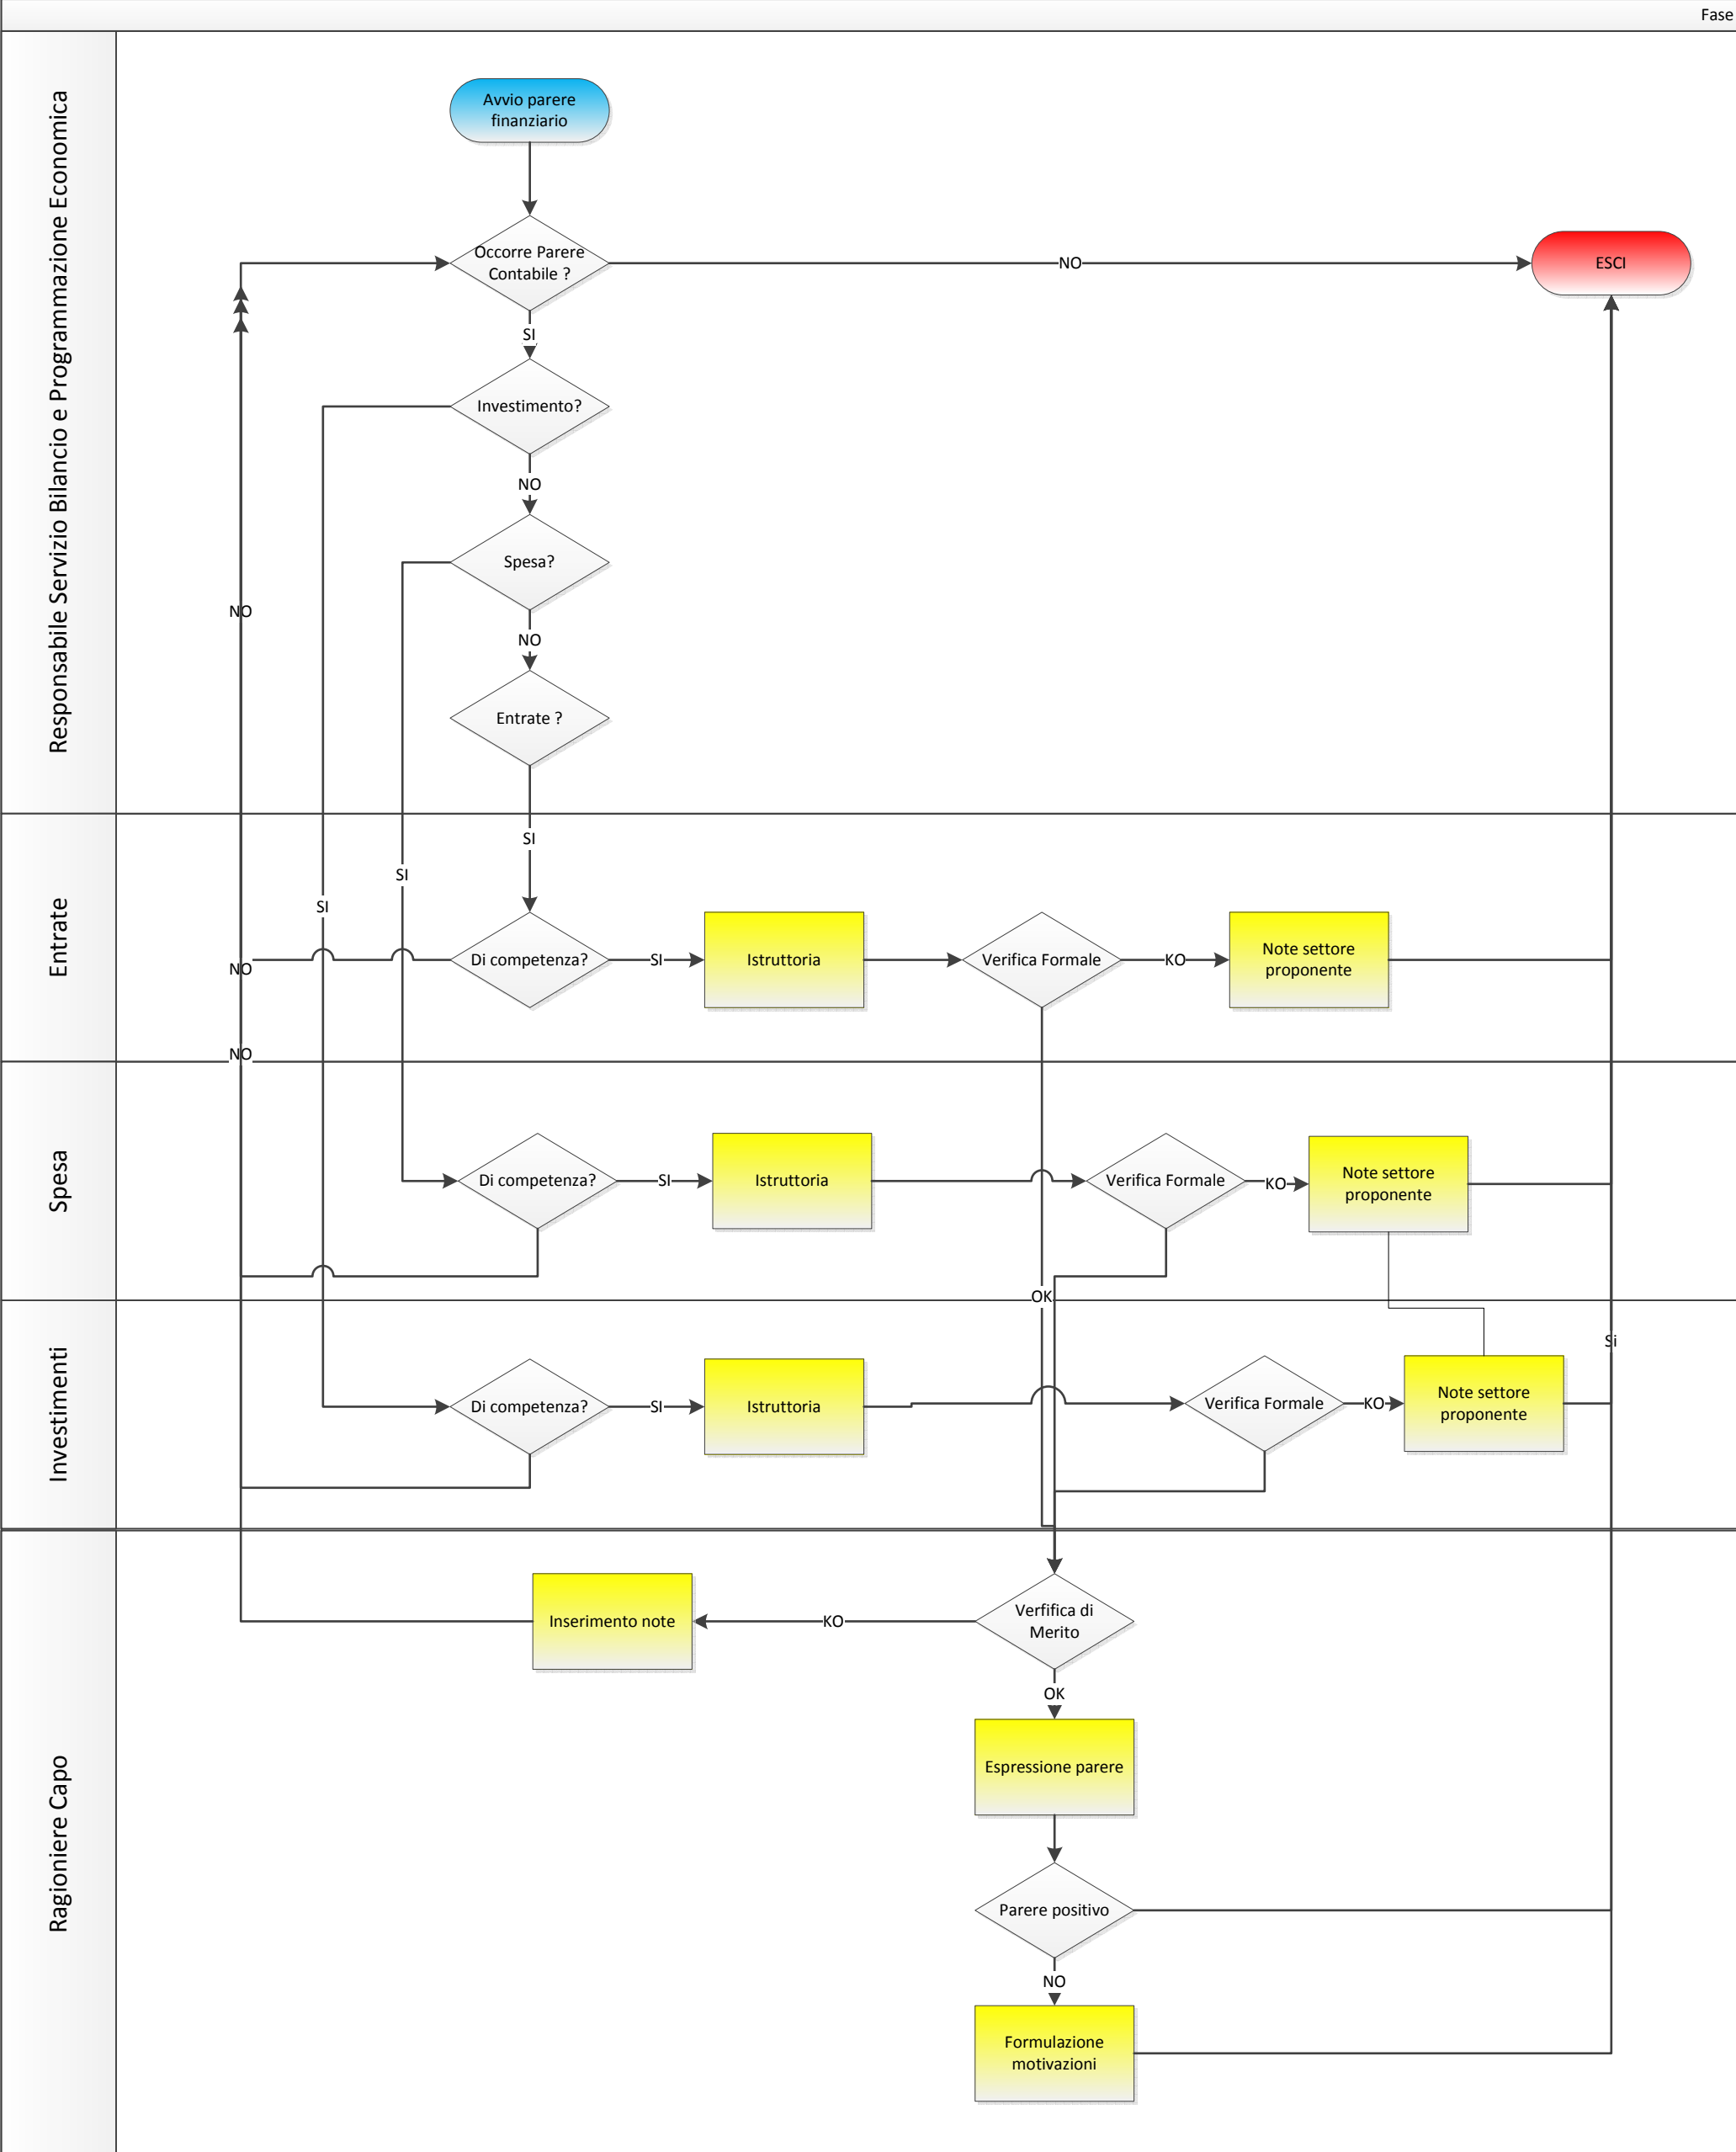 Fase
Responsabile Servizio Bilancio e Programmazione Economica
Avvio parere
finanziario
Occorre Parere
Contabile ?
NO
ESCI
SI
Investimento?
NO
Spesa?
NO
NO
Entrate ?
SI
SI
SI
Entrate
Di competenza?
SI
Istruttoria
Verifica Formale
KO
Note settore
proponente
NO
NO
Spesa
Di competenza?
SI
Istruttoria
Verifica Formale
KO
Note settore
proponente
OK
Si
Investimenti
Di competenza?
SI
Istruttoria
Verifica Formale
KO
Note settore
proponente
Ragioniere Capo
Inserimento note
KO
Verfifica di
Merito
OK
Espressione parere
Parere positivo
NO
Formulazione
motivazioni